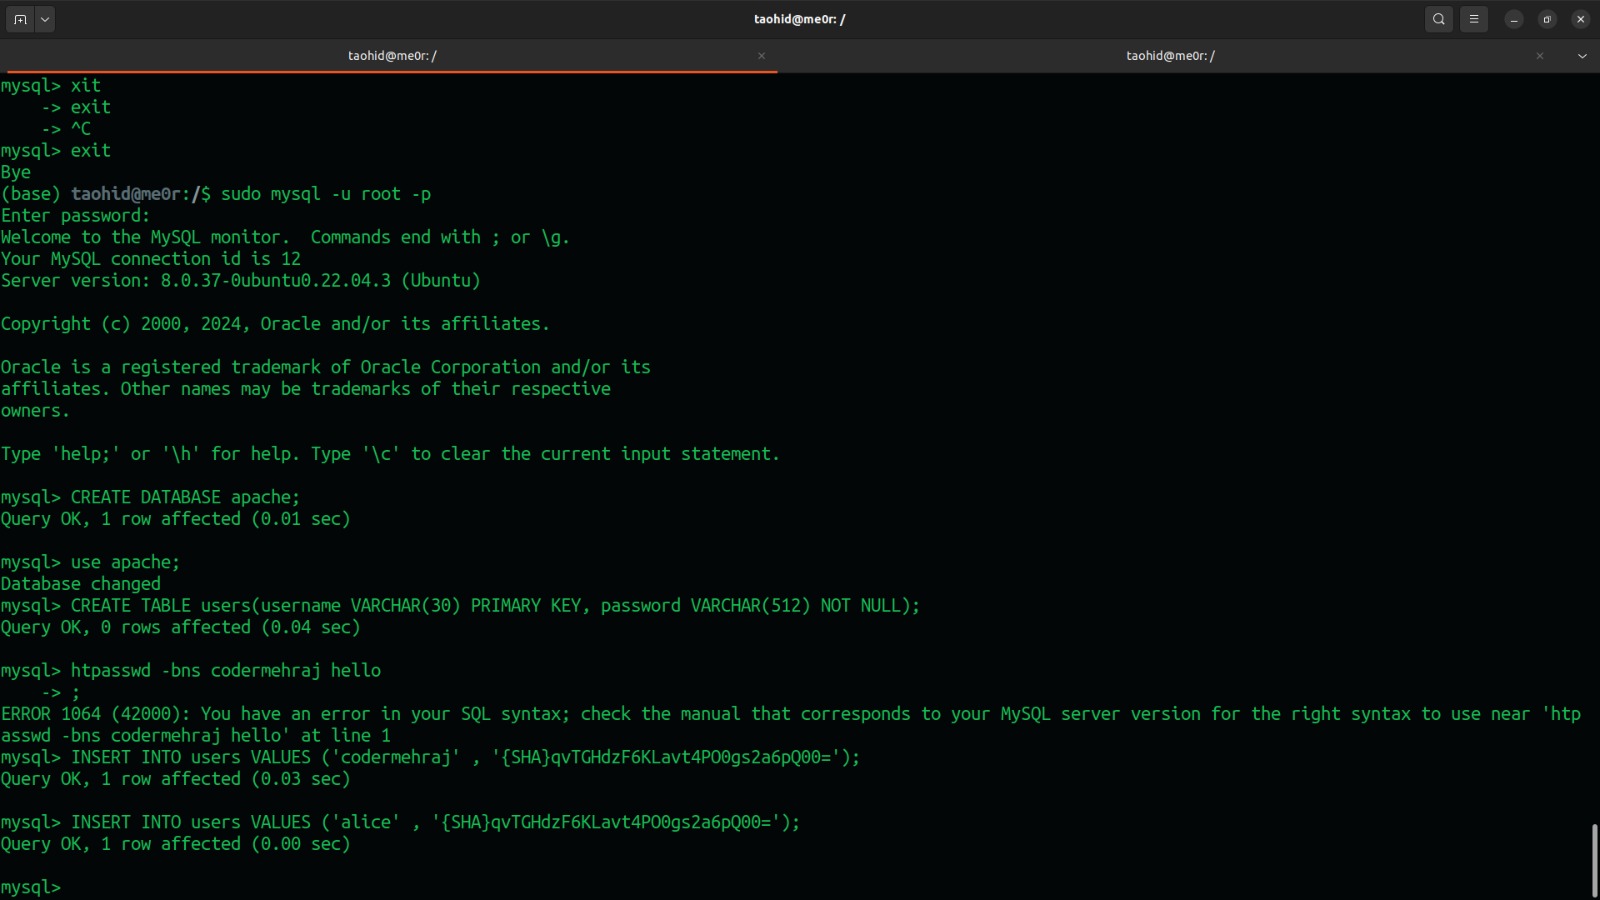 taohid@me0r: /
taohid@me0r: /
taohid@me0r: /
mysql> xit
    -> exit
    -> ^C
mysql> exit
Bye
(base) taohid@me0r:/$ sudo mysql -u root -p
Enter password:
Welcome to the MySQL monitor.  Commands end with ; or \g.
Your MySQL connection id is 12
Server version: 8.0.37-0ubuntu0.22.04.3 (Ubuntu)
Copyright (c) 2000, 2024, Oracle and/or its affiliates.
Oracle is a registered trademark of Oracle Corporation and/or its
affiliates. Other names may be trademarks of their respective
owners.
Type 'help;' or '\h' for help. Type '\c' to clear the current input statement.
mysql> CREATE DATABASE apache;
Query OK, 1 row affected (0.01 sec)
mysql> use apache;
Database changed
mysql> CREATE TABLE users(username VARCHAR(30) PRIMARY KEY, password VARCHAR(512) NOT NULL);
Query OK, 0 rows affected (0.04 sec)
mysql> htpasswd -bns codermehraj hello
    -> ;
ERROR 1064 (42000): You have an error in your SQL syntax; check the manual that corresponds to your MySQL server version for the right syntax to use near 'htp
asswd -bns codermehraj hello' at line 1
mysql> INSERT INTO users VALUES ('codermehraj' , '{SHA}qvTGHdzF6KLavt4PO0gs2a6pQ00=');
Query OK, 1 row affected (0.03 sec)
mysql> INSERT INTO users VALUES ('alice' , '{SHA}qvTGHdzF6KLavt4PO0gs2a6pQ00=');
Query OK, 1 row affected (0.00 sec)
mysql>